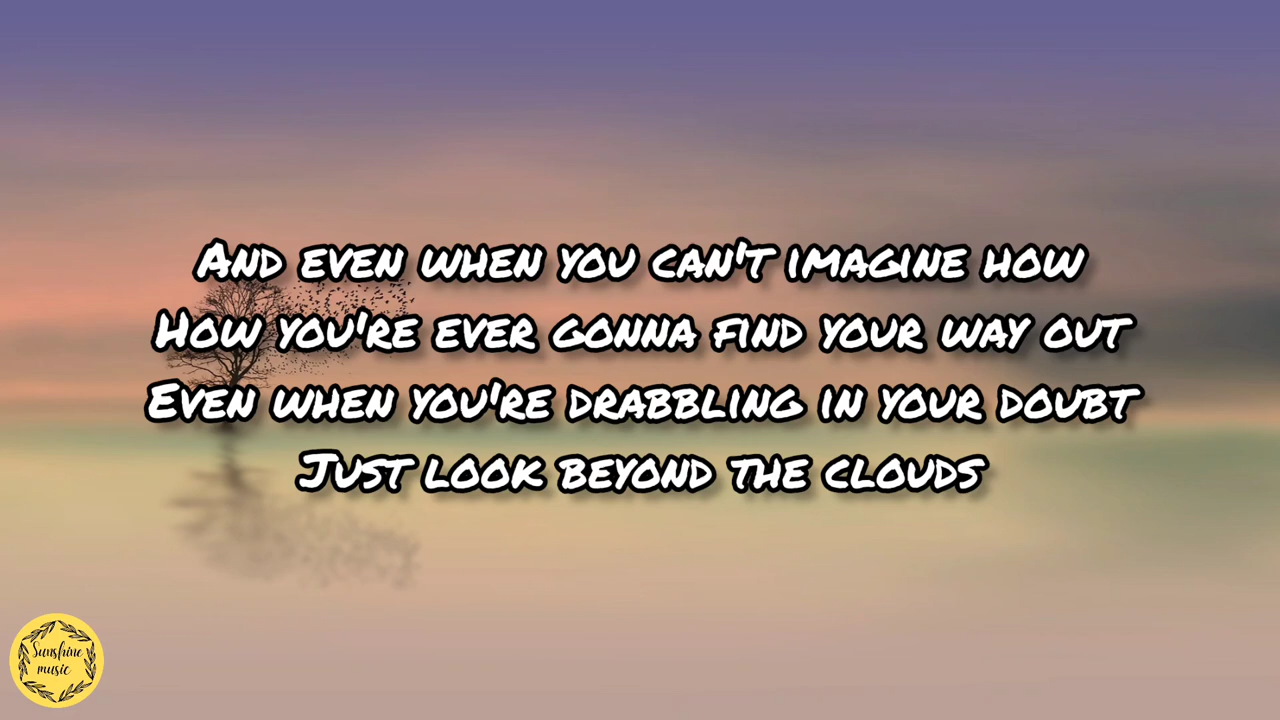 And even when you can't imagine how
How you're ever gonna find your way out
Even when you're drabbling in your doubt
Just look beyond the clouds
Sunshine
music